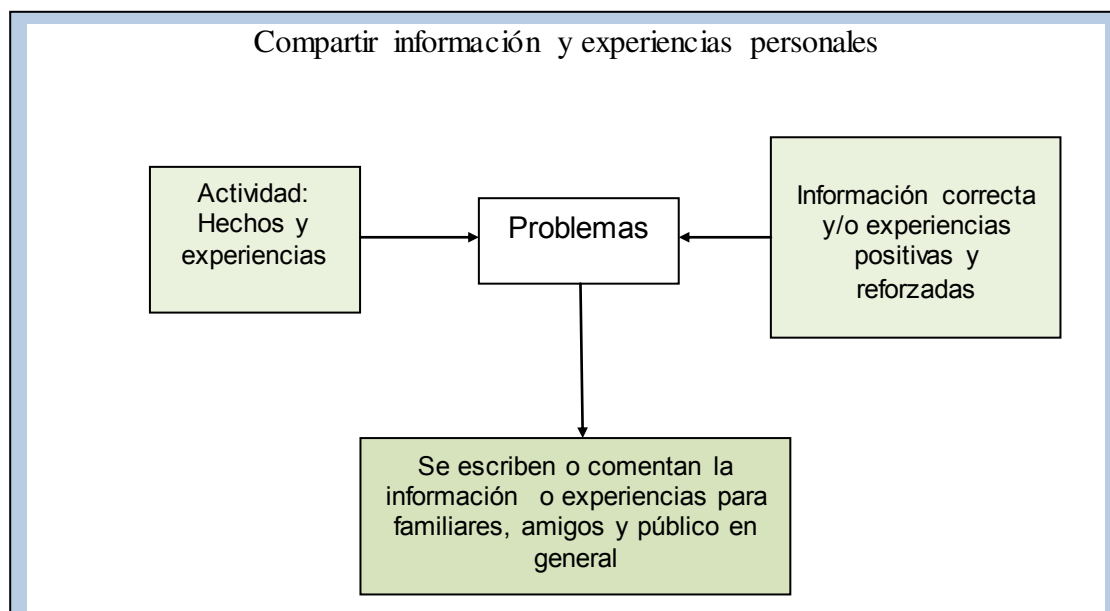 Compartir información y experiencias personales
Actividad:
Hechos y
experiencias
Problemas
Información correcta
y/o experiencias
positivas y
reforzadas
Se escriben o comentan la
información o experiencias para
familiares, amigos y público en
general